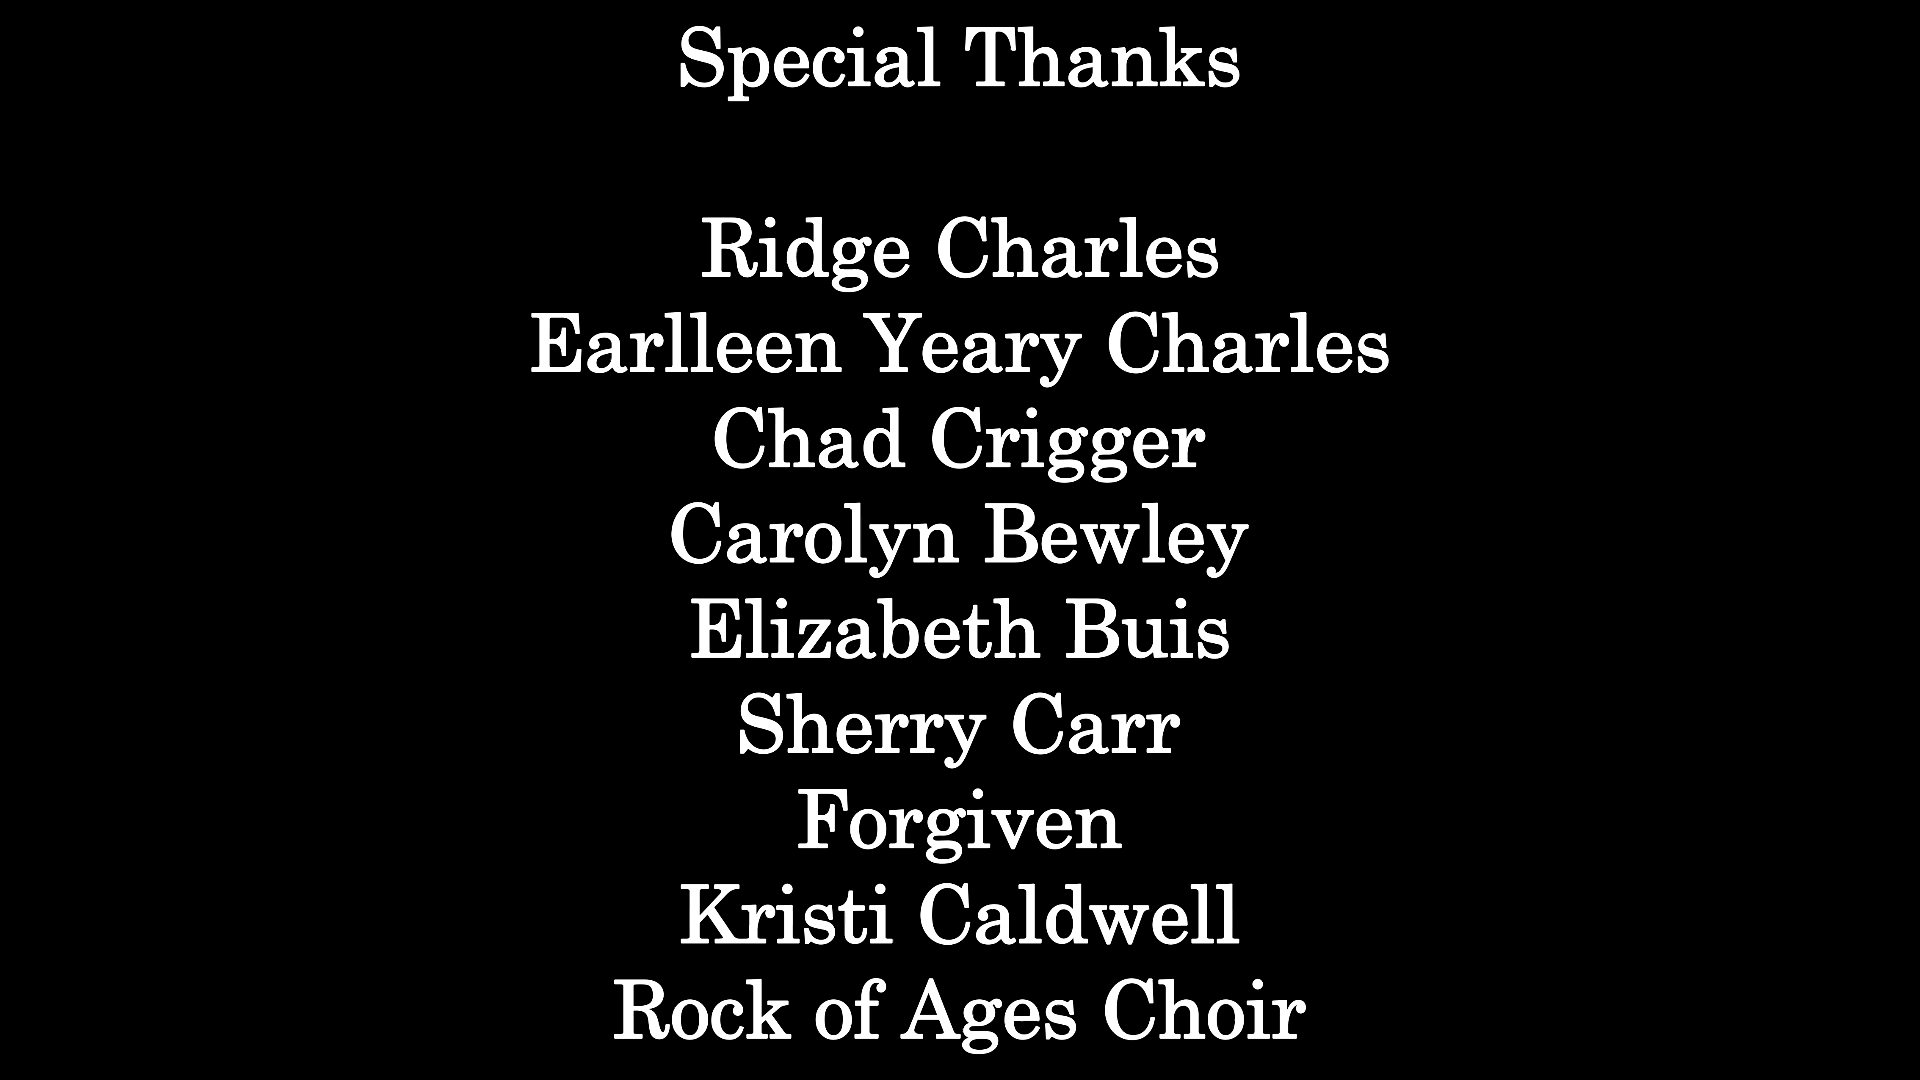 Special Thanks
Ridge Charles
Earlleen Yeary Charles
Chad Crigger
Carolyn Bewley
Elizabeth Buis
Sherry Carr
Forgiven
Kristi Caldwell
Rock of Ages Choir